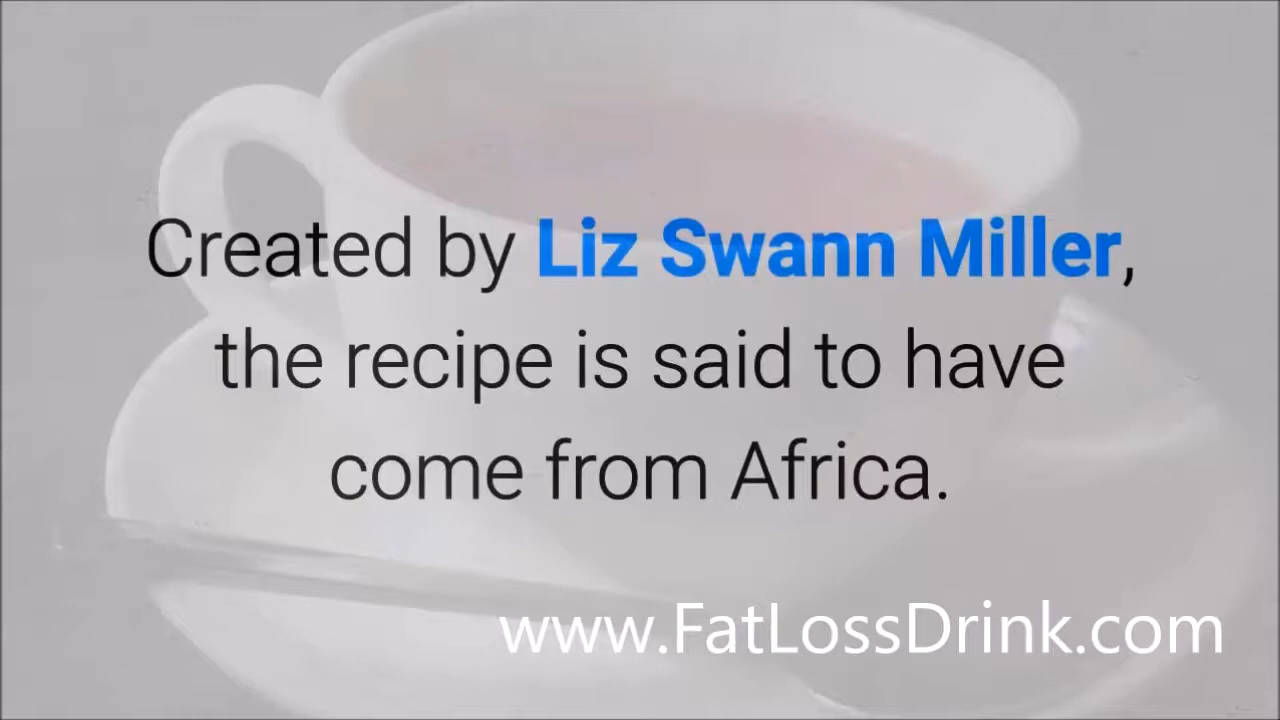 Created by Liz Swann Miller,
the recipe is said to have
come from Africa.
www.FatLossDrink.com